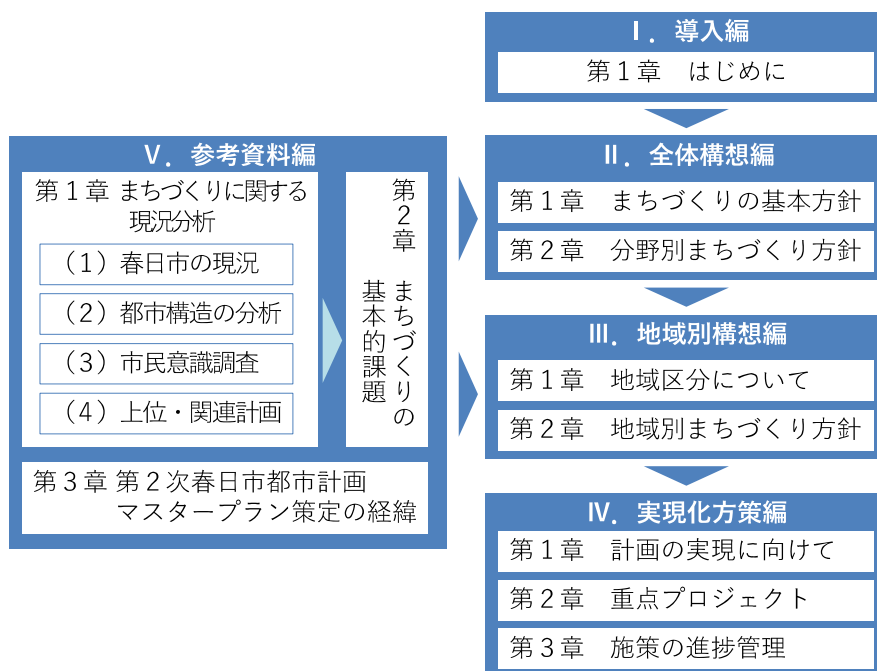 Ⅰ．導入編
第１章　はじめに
Ⅴ．参考資料編
第１章 まちづくりに関する
現況分析
（１）春日市の現況
（２）都市構造の分析
（３）市民意識調査
（４）上位・関連計画
第２章　まちづくりの
基本的課題
第３章 第２次春日市都市計画
マスタープラン策定の経緯
Ⅱ．全体構想編
第１章　まちづくりの基本方針
第２章　分野別まちづくり方針
Ⅲ．地域別構想編
第１章　地域区分について
第２章　地域別まちづくり方針
Ⅳ．実現化方策編
第１章　計画の実現に向けて
第２章　重点プロジェクト
第３章　施策の進捗管理